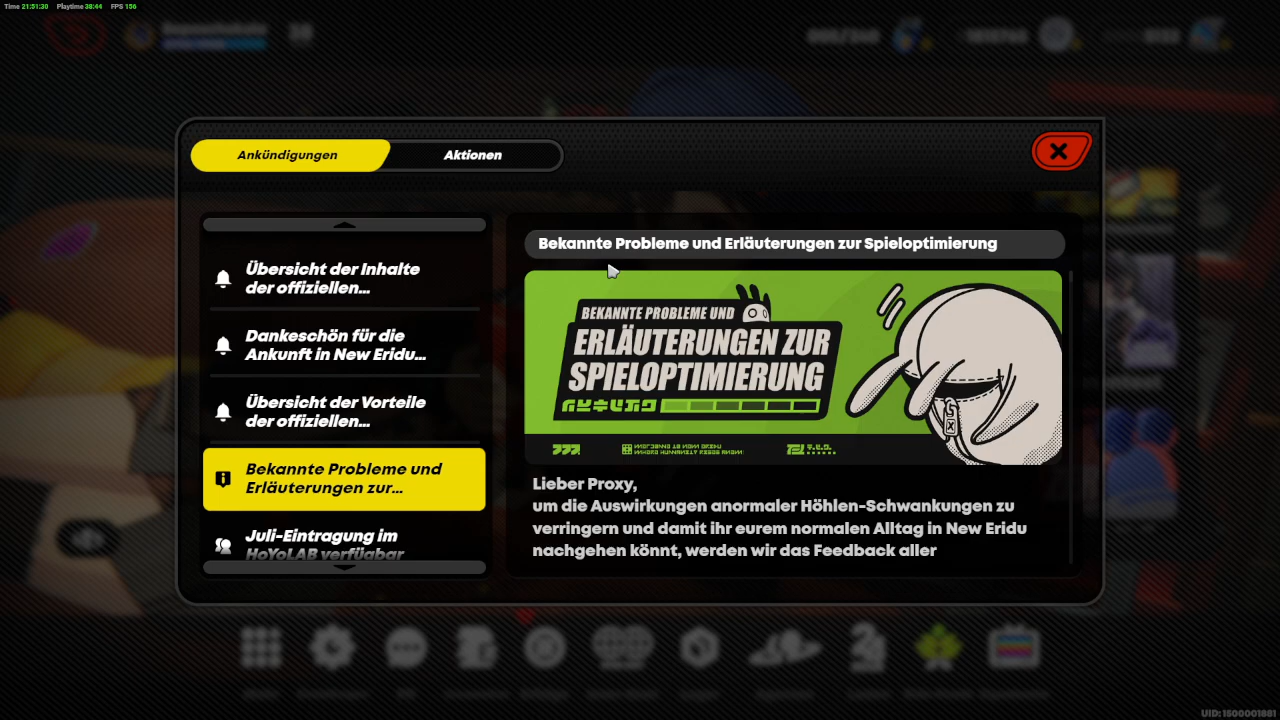 Time 21:51:30 Playtime 38:44 FPS 156
Ankündigungen
Aktionen
Übersicht der Inhalte
der offiziellen...
Dankeschön für die
Ankunft in New Eridu...
Übersicht der Vorteile
der offiziellen...
Bekannte Probleme und
Erläuterungen zur...
Juli-Eintragung im
HoYoLAB verfügbar
Bekannte Probleme und Erläuterungen zur Spieloptimierung
BEKANNTE PROBLEME UND
ERLÄUTERUNGEN ZUR
SPIELOPTIMIERUNG
Lieber Proxy,
um die Auswirkungen anormaler Höhlen-Schwankungen zu
verringern und damit ihr eurem normalen Alltag in New Eridu
nachgehen könnt, werden wir das Feedback aller
UID: 1500001881